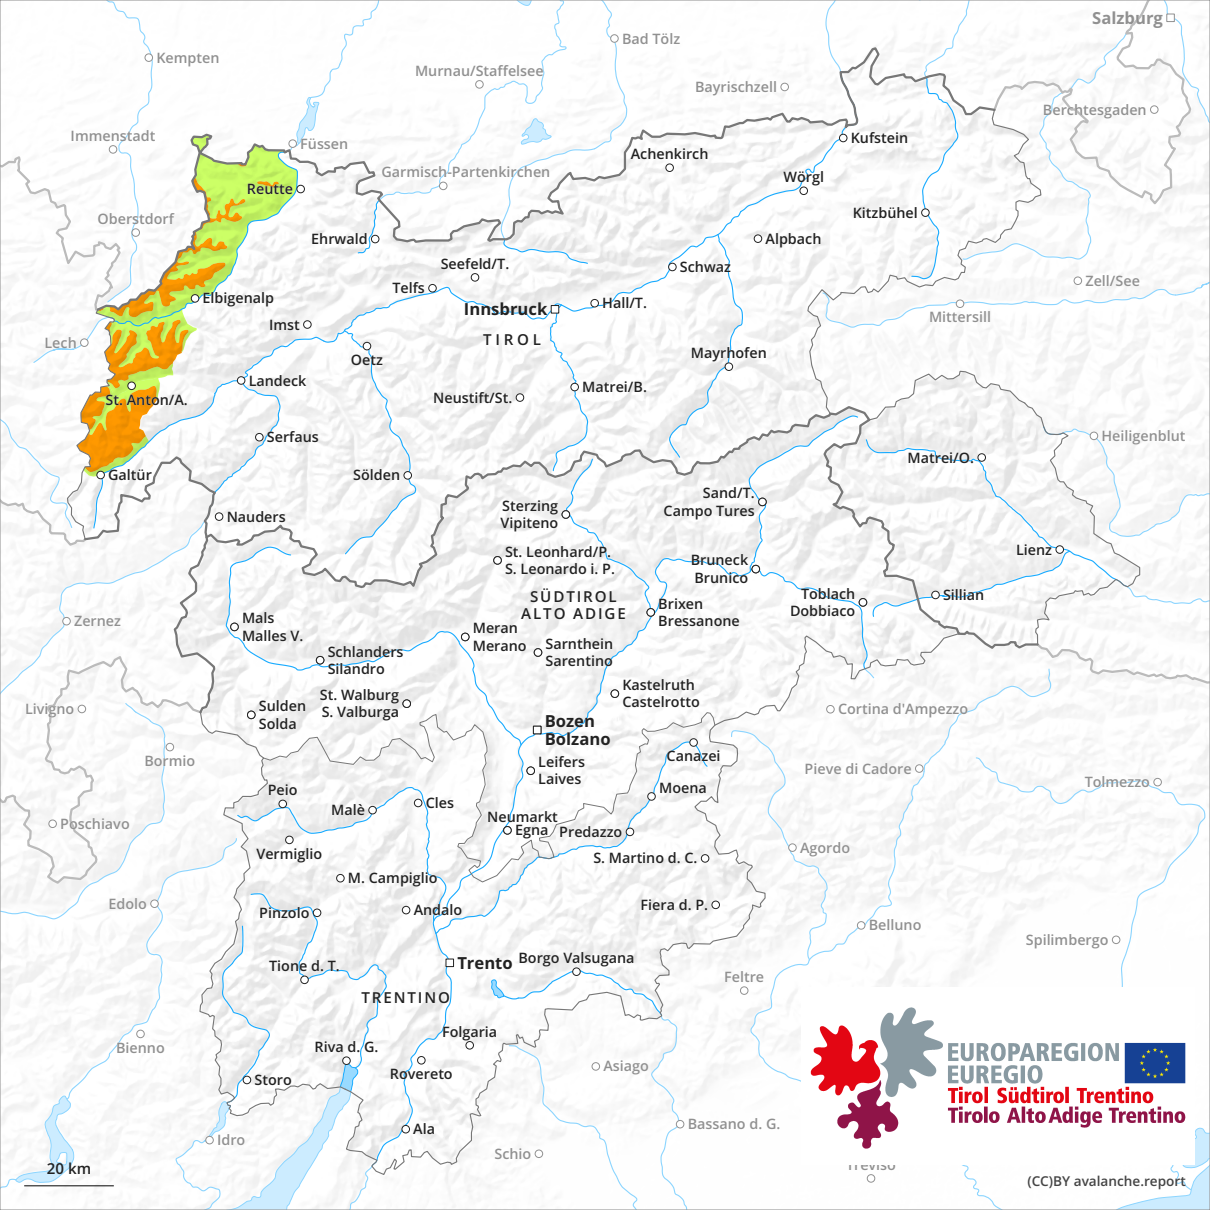 Salzburg
Kempten
Bad Tölz
Murnau/Staffelsee
Bayrischzell
Berchtesgaden
Immenstadt
Füssen
Kufstein
Achenkirch
Garmisch-Partenkirchen
Wörgl
Reutte
Oberstdorf
Kitzbühel
Ehrwald
Alpbach
Seefeld/T.
Schwaz
Zell/See
Telfs
Elbigenalp
Hall/T.
Innsbruck
Mittersill
Imst
TIROL
Lech
Oetz
Mayrhofen
Landeck
Matrei/B.
St. Anton/A.
Neustift/St.
Serfaus
Heiligenblut
Matrei/O.
Galtür
Sölden
Sand/T.
Campo Tures
Sterzing
Vipiteno
Nauders
St. Leonhard/P.
S. Leonardo i. P.
Lienz
Bruneck
Brunico
SÜDTIROL
ALTO ADIGE
Toblach
Dobbiaco
Sillian
Brixen
Bressanone
Zernez
Mals
Malles V.
Meran
Merano
Sarnthein
Sarentino
Schlanders
Silandro
Kastelruth
Castelrotto
St. Walburg
S. Valburga
Livigno
Sulden
Solda
Cortina d'Ampezzo
Bozen
Bolzano
Canazei
Bormio
Leifers
Laives
Pieve di Cadore
Tolmezzo
Peio
Moena
Malè
Cles
Neumarkt
Egna
Predazzo
Poschiavo
Vermiglio
Agordo
S. Martino d. C.
M. Campiglio
Edolo
Pinzolo
Andalo
Fiera d. P.
Belluno
Spilimbergo
Trento
Borgo Valsugana
Tione d. T.
Feltre
TRENTINO
Folgaria
Bienno
Riva d. G.
EUROPAREGION
EUREGIO
Tirol Südtirol Trentino
Tirolo Alto Adige Trentino
Rovereto
Asiago
Storo
Ala
Bassano d. G.
Idro
Schio
Treviso
20 km
(CC)BY avalanche.report